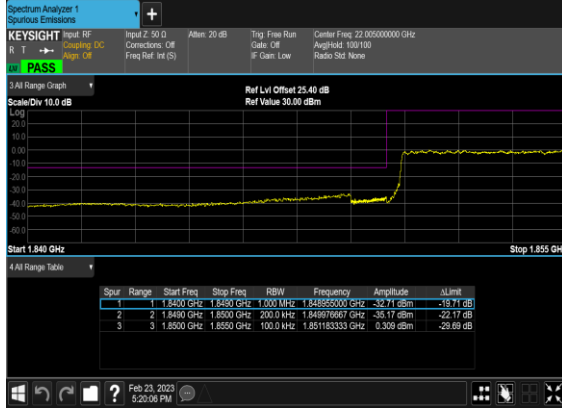 Spectrum Analyzer 1
Spurious Emissions
+
KEYSIGHT Input: RF Input Z: 50 Ω Atten: 20 dB Trig: Free Run Center Freq: 22.005000000 GHz
R T Coupling: DC Corrections: Off Gate: Off Avg|Hold: 100/100
Align: Off Freq Ref: Int (S) IF Gain: Low Radio Std: None
PASS
3 All Range Graph
Ref Lvl Offset 25.40 dB
Scale/Div 10.0 dB Ref Value 30.00 dBm
Log
20.0
10.0
0.00
-10.0
-20.0
-30.0
-40.0
-50.0
-60.0
Start 1.840 GHz Stop 1.855 GH
4 All Range Table
Spur Range Start Freq Stop Freq RBW Frequency Amplitude ΔLimit
1 1 1.8400 GHz 1.8490 GHz 1.000 MHz 1.848955000 GHz -32.71 dBm -19.71 dB
2 2 1.8490 GHz 1.8500 GHz 200.0 kHz 1.849976667 GHz -35.17 dBm -22.17 dB
3 3 1.8500 GHz 1.8550 GHz 100.0 kHz 1.851183333 GHz 0.309 dBm -29.69 dB
?
Feb 23, 2023
5:20:06 PM